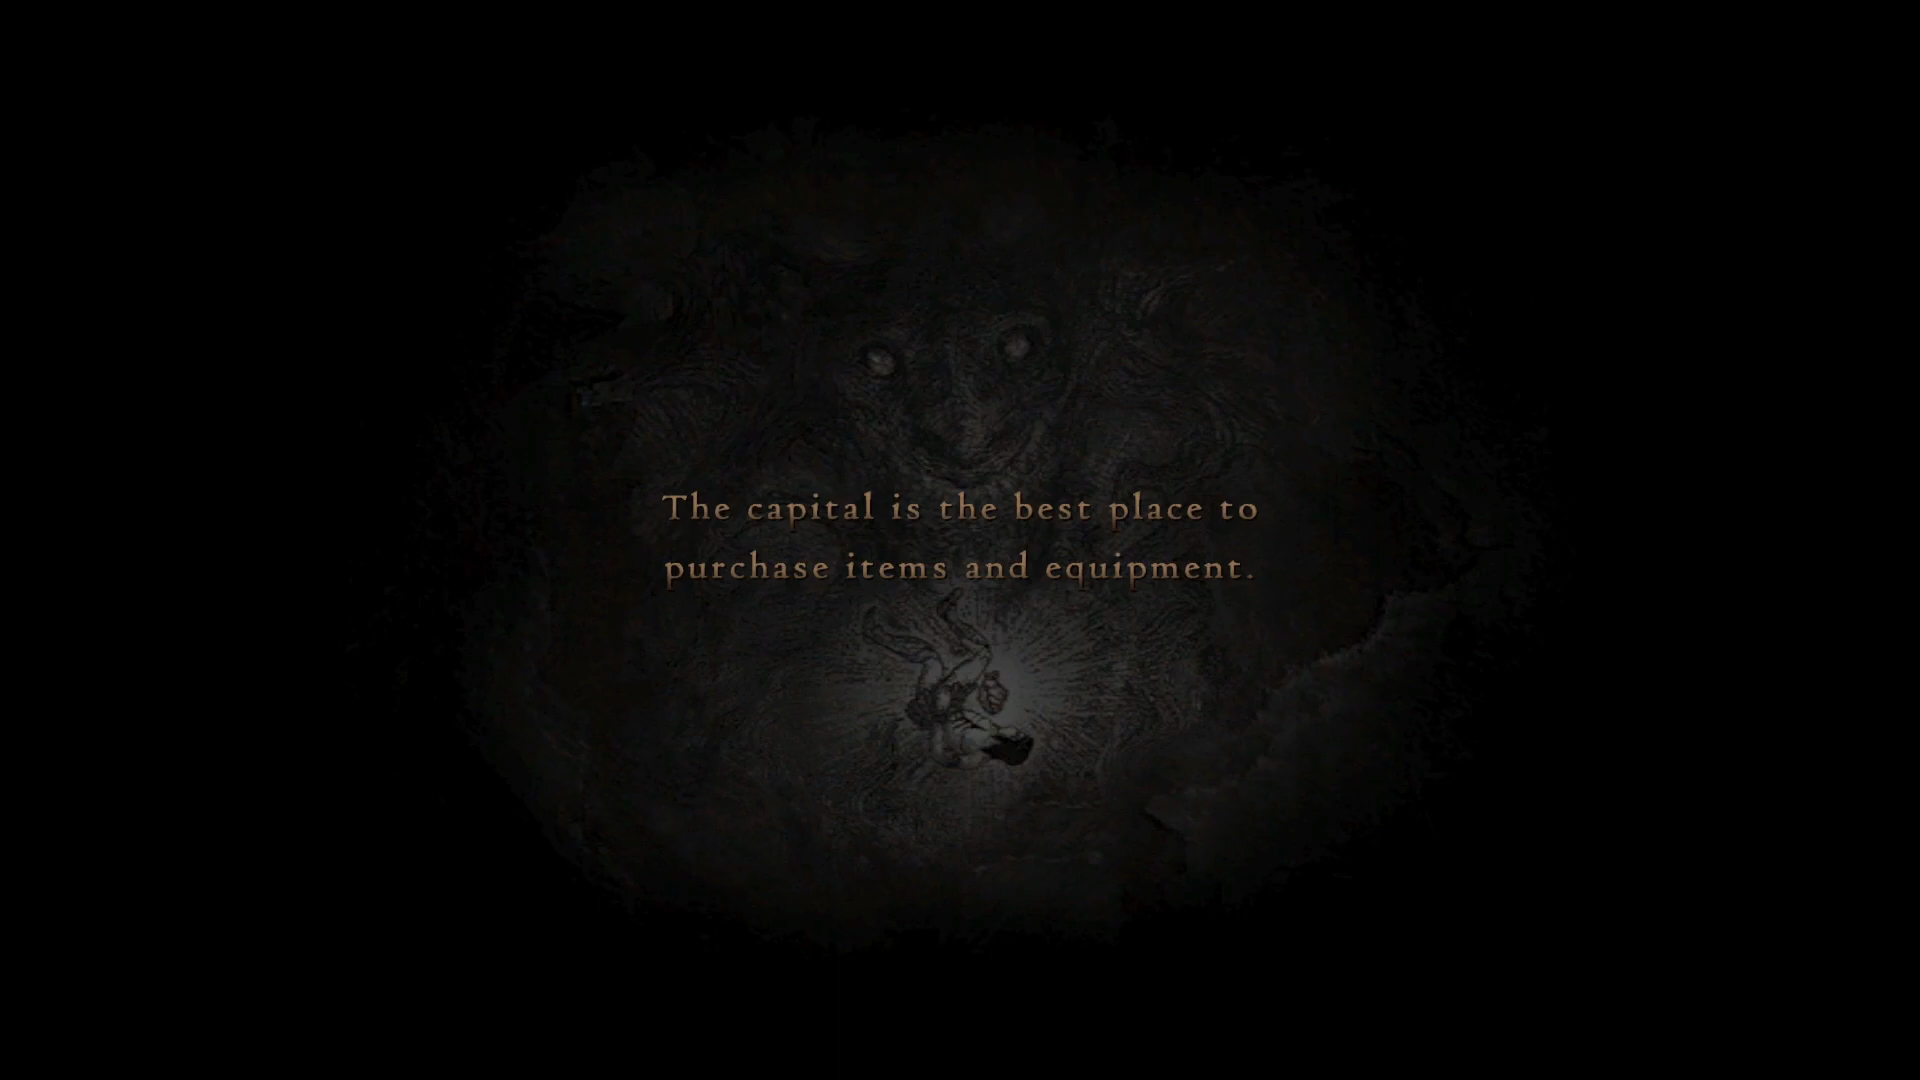 The capital is the best place to
purchase items and equipment.